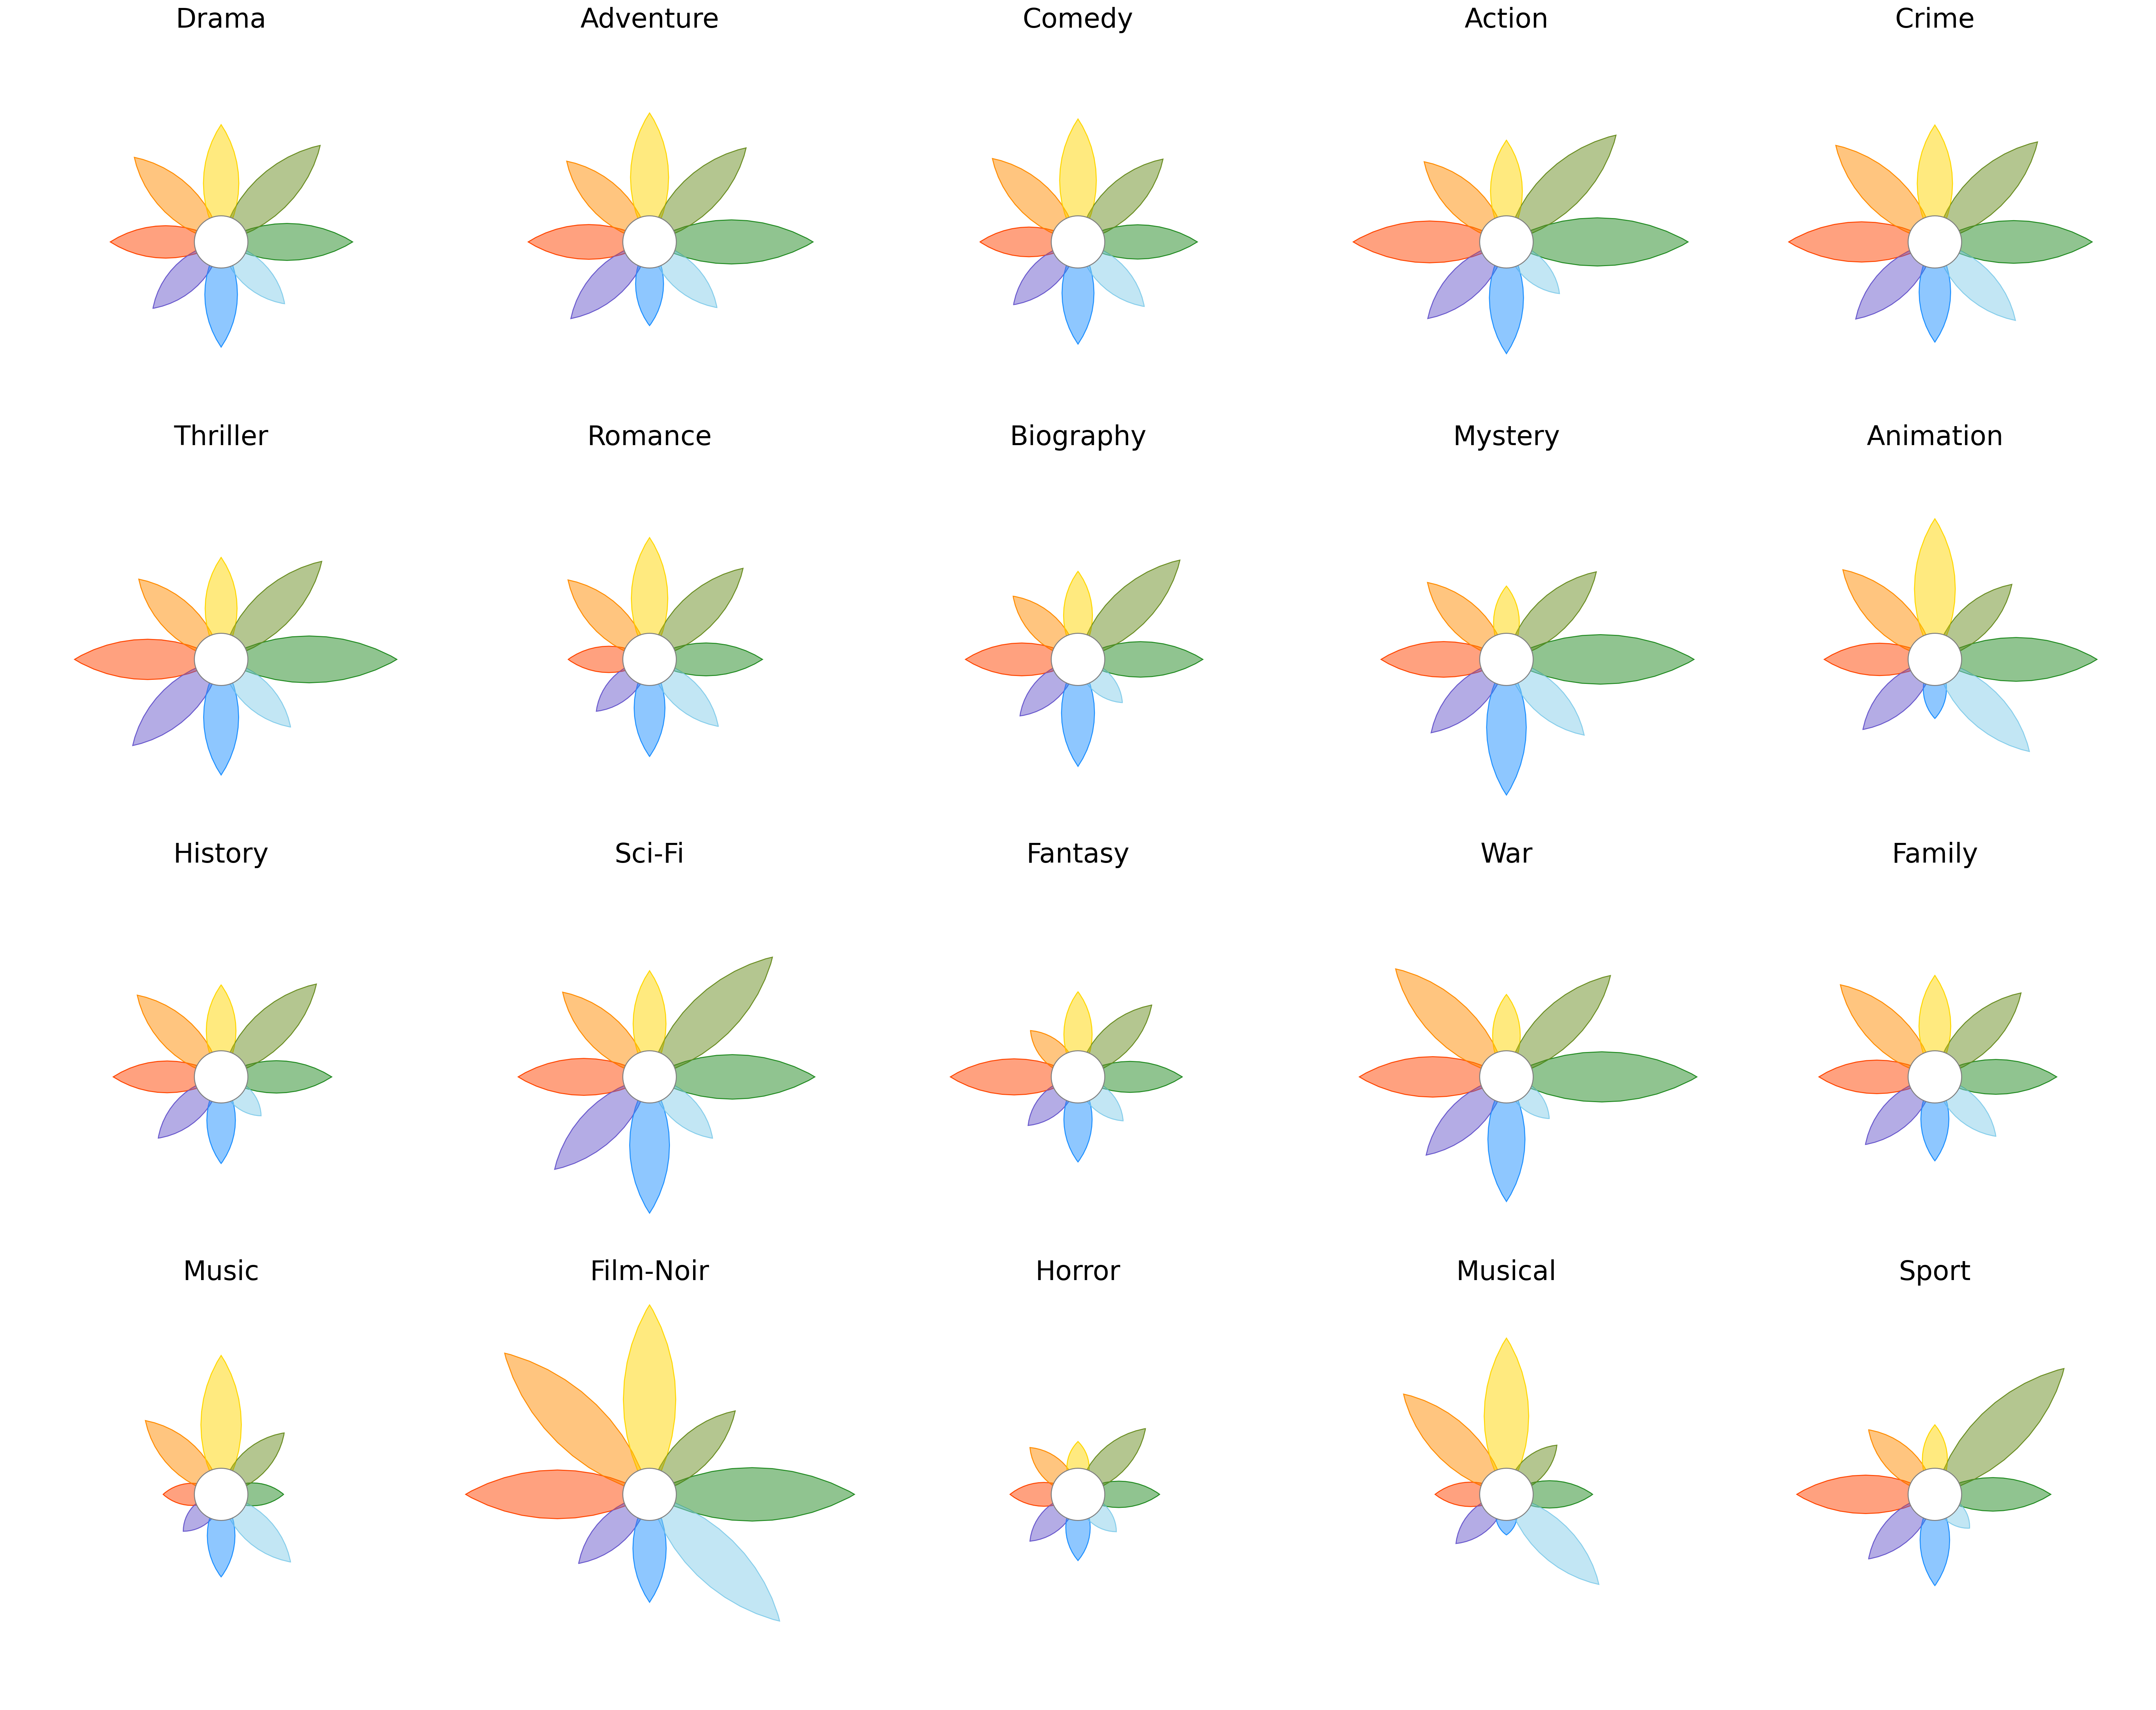 Drama
Adventure
Comedy
Action
Crime
Thriller
Romance
Biography
Mystery
Animation
History
Sci-Fi
Fantasy
War
Family
Music
Film-Noir
Horror
Musical
Sport